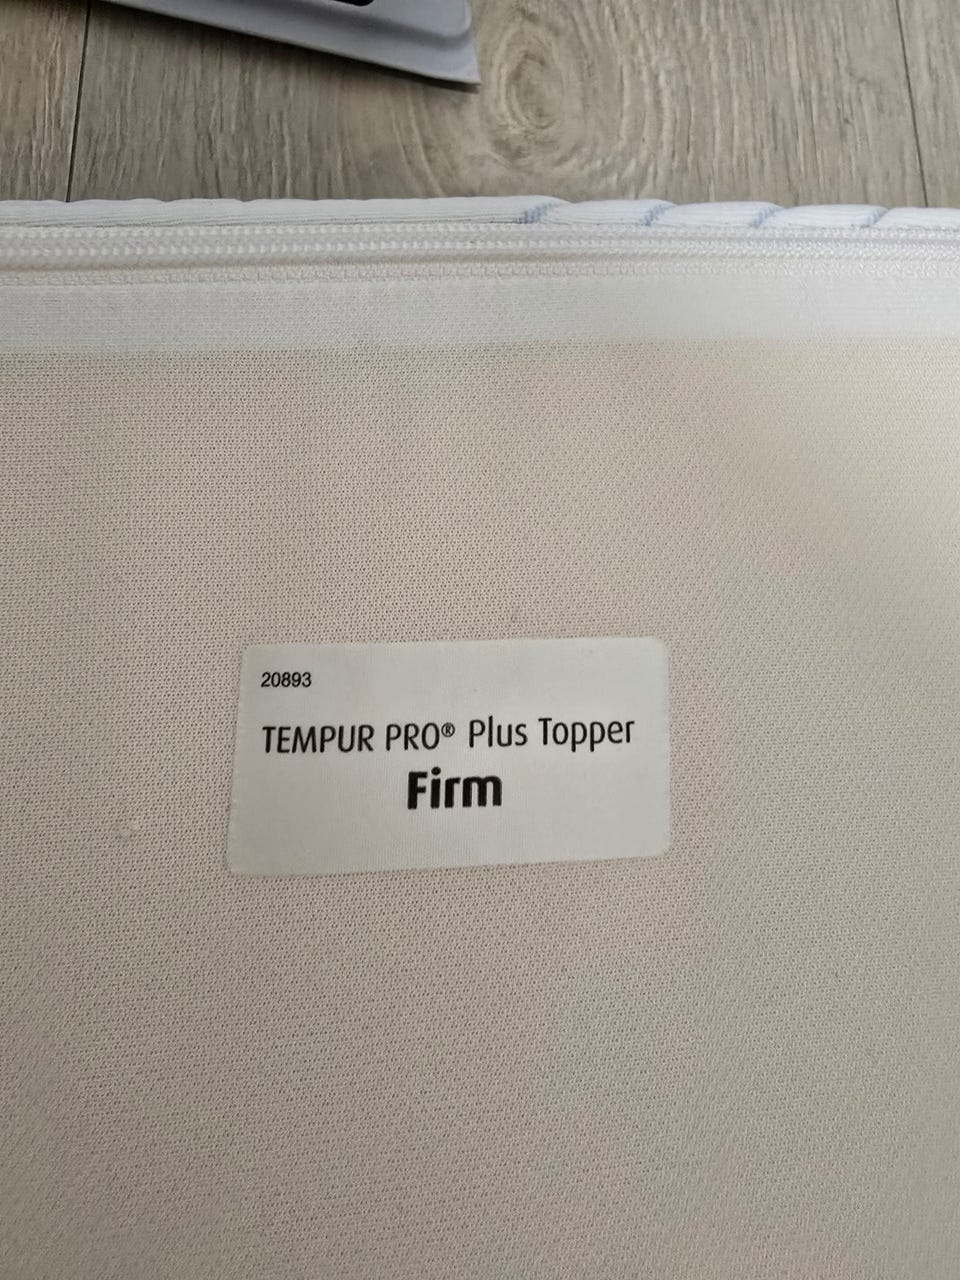 20893
TEMPUR PRO® Plus Topper
Firm